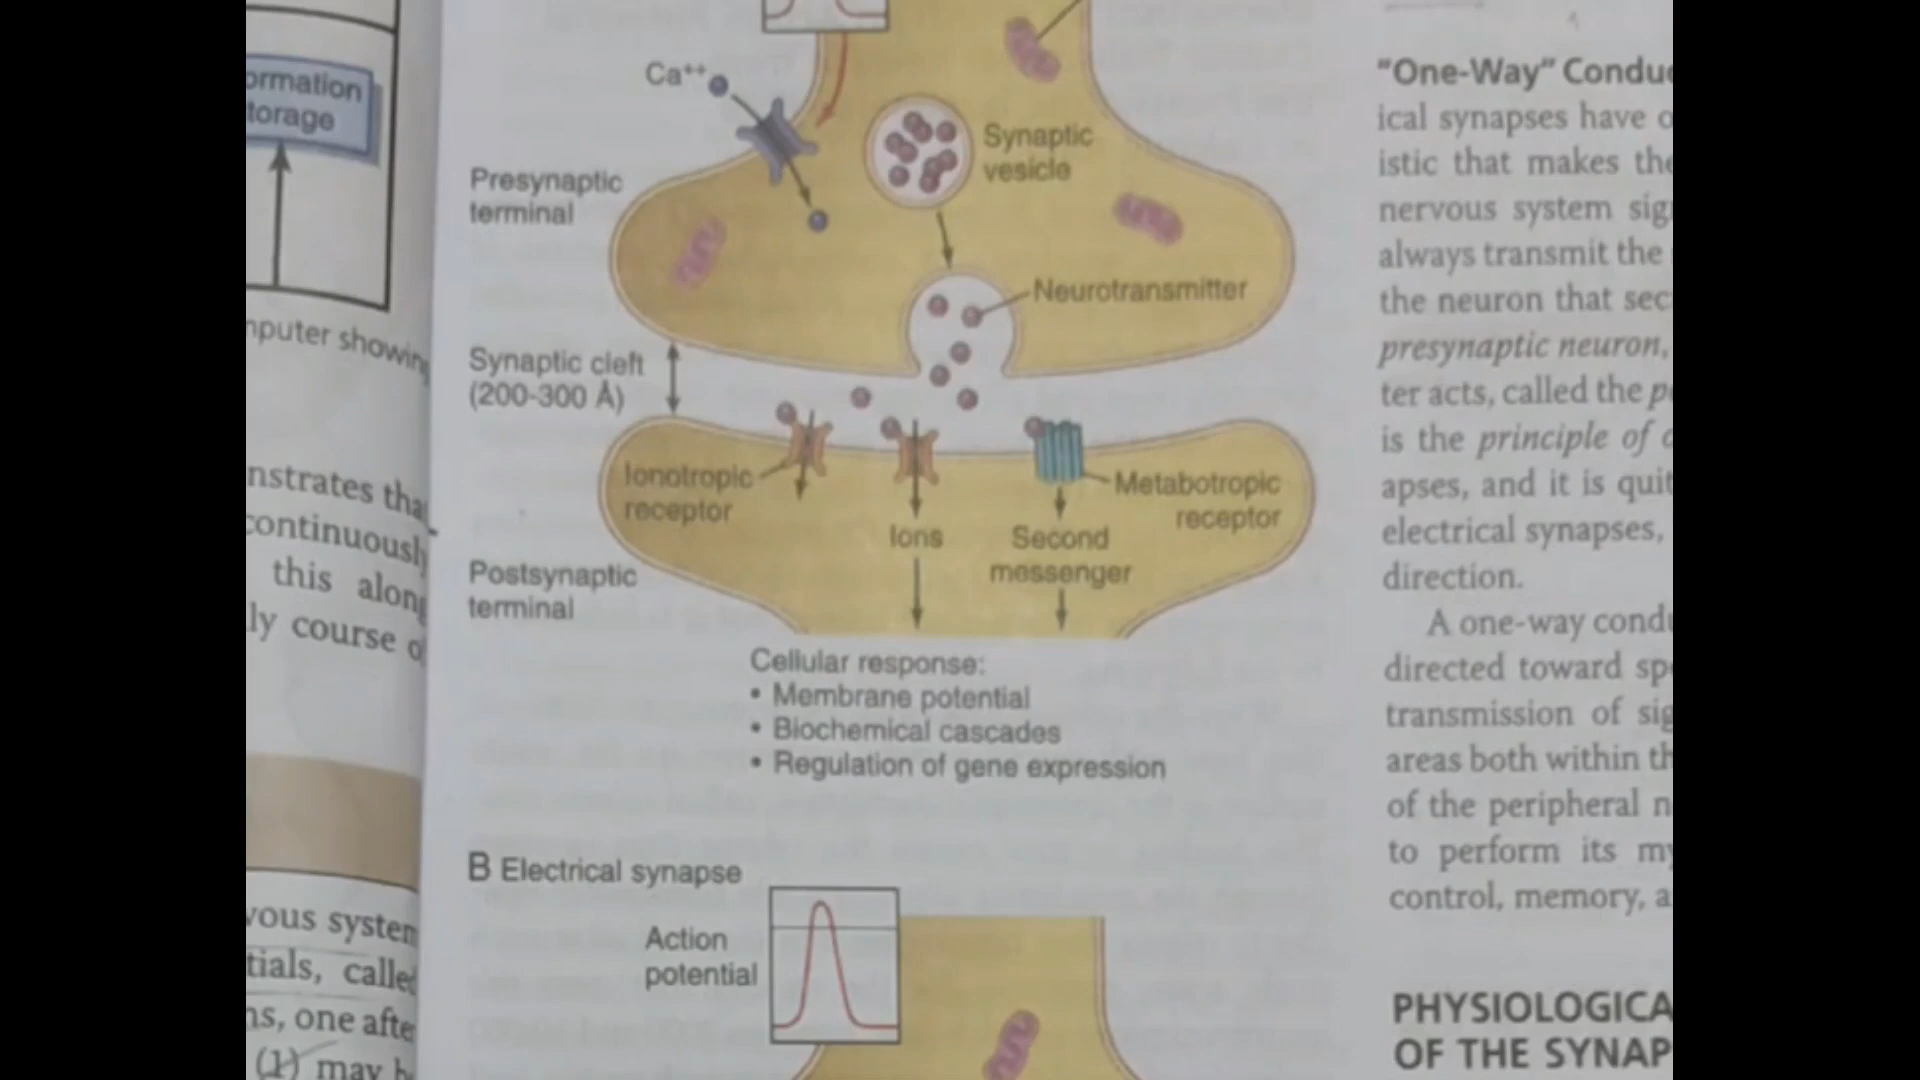 ormation
torage
nputer showing
nstrates that
continuously
this along
ly course o
vous system
tials, called
ns, one afte
(1) may b
Ca++
Synaptic
vesicle
Presynaptic
terminal
Neurotransmitter
Synaptic cleft
(200-300 Å)
Ionotropic
receptor
Metabotropic
receptor
Ions
Second
messenger
Postsynaptic
terminal
Cellular response:
• Membrane potential
• Biochemical cascades
• Regulation of gene expression
B Electrical synapse
Action
potential
"One-Way" Conduc
ical synapses have o
istic that makes the
nervous system sig
always transmit the
the neuron that sec
presynaptic neuron,
ter acts, called the p
is the principle of
apses, and it is quit
electrical synapses,
direction.
A one-way condu
directed toward spe
transmission of sig
areas both within th
of the peripheral n
to perform its my
control, memory, a
PHYSIOLOGICA
OF THE SYNAP